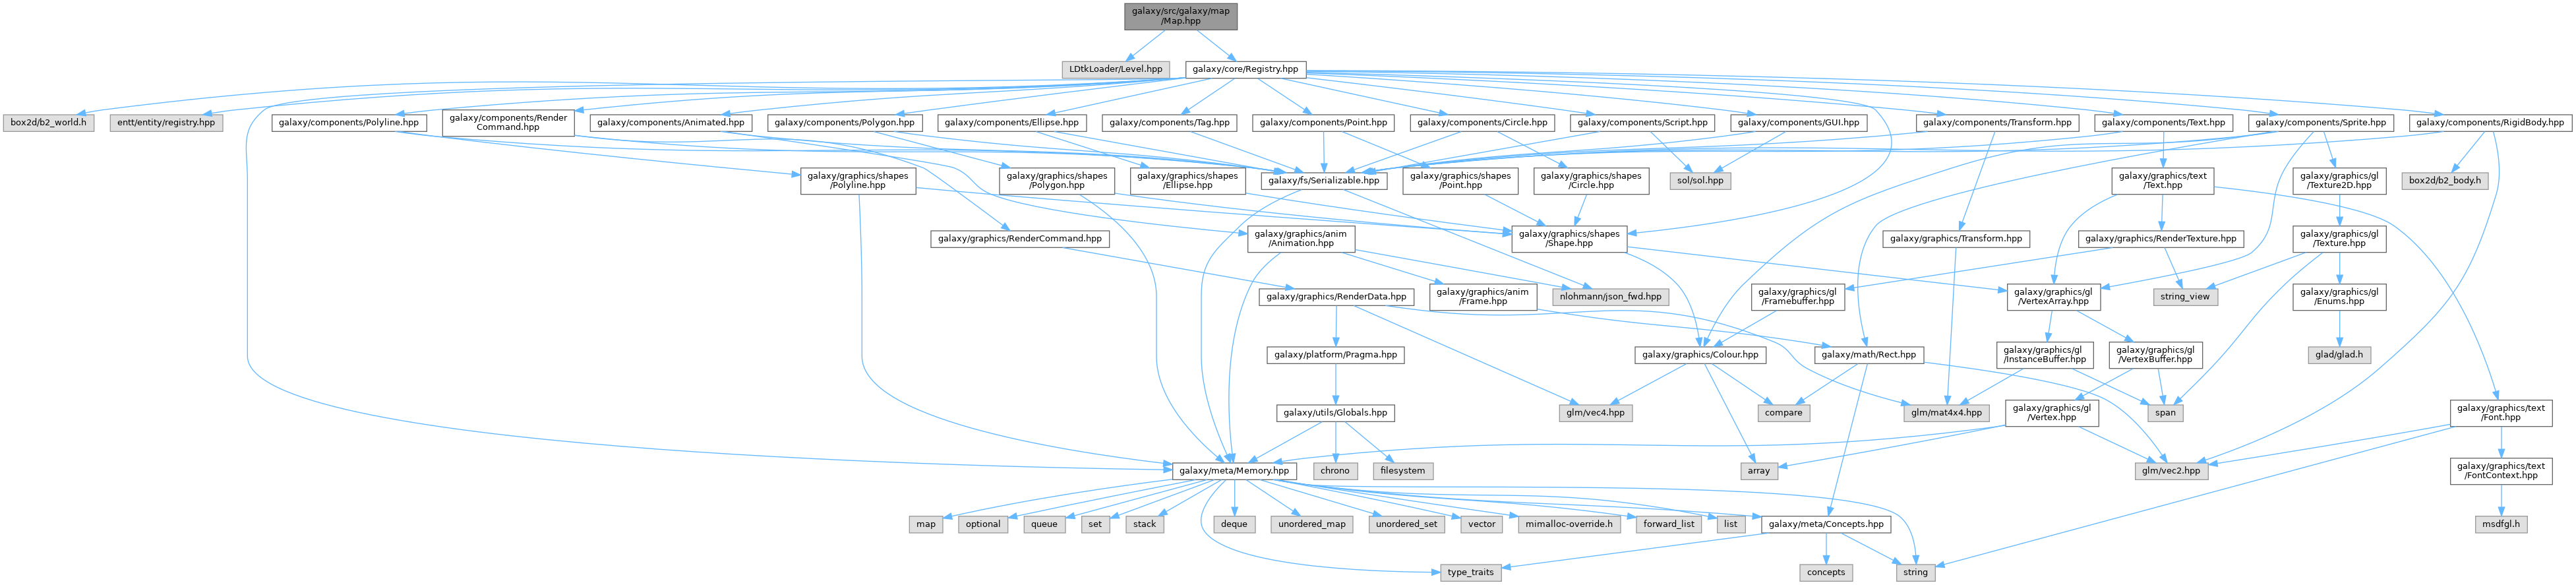 galaxy/src/galaxy/map
/Map.hpp
LDtkLoader/Level.hpp
galaxy/core/Registry.hpp
box2d/b2_world.h
entt/entity/registry.hpp
galaxy/components/Polyline.hpp
galaxy/components/Render
Command.hpp
galaxy/components/Animated.hpp
galaxy/components/Polygon.hpp
galaxy/components/Ellipse.hpp
galaxy/components/Tag.hpp
galaxy/components/Point.hpp
galaxy/components/Circle.hpp
galaxy/components/Script.hpp
galaxy/components/GUI.hpp
galaxy/components/Transform.hpp
galaxy/components/Text.hpp
galaxy/components/Sprite.hpp
galaxy/components/RigidBody.hpp
galaxy/graphics/shapes
/Polyline.hpp
galaxy/graphics/shapes
/Polygon.hpp
galaxy/graphics/shapes
/Ellipse.hpp
galaxy/fs/Serializable.hpp
galaxy/graphics/shapes
/Point.hpp
galaxy/graphics/shapes
/Circle.hpp
sol/sol.hpp
galaxy/graphics/text
/Text.hpp
galaxy/graphics/gl
/Texture2D.hpp
box2d/b2_body.h
galaxy/graphics/RenderCommand.hpp
galaxy/graphics/anim
/Animation.hpp
galaxy/graphics/shapes
/Shape.hpp
galaxy/graphics/Transform.hpp
galaxy/graphics/RenderTexture.hpp
galaxy/graphics/gl
/Texture.hpp
galaxy/graphics/RenderData.hpp
galaxy/graphics/anim
/Frame.hpp
nlohmann/json_fwd.hpp
galaxy/graphics/gl
/Framebuffer.hpp
galaxy/graphics/gl
/VertexArray.hpp
string_view
galaxy/graphics/gl
/Enums.hpp
galaxy/platform/Pragma.hpp
galaxy/graphics/Colour.hpp
galaxy/math/Rect.hpp
galaxy/graphics/gl
/InstanceBuffer.hpp
galaxy/graphics/gl
/VertexBuffer.hpp
glad/glad.h
galaxy/utils/Globals.hpp
glm/vec4.hpp
compare
glm/mat4x4.hpp
galaxy/graphics/gl
/Vertex.hpp
span
galaxy/graphics/text
/Font.hpp
galaxy/meta/Memory.hpp
chrono
filesystem
array
glm/vec2.hpp
galaxy/graphics/text
/FontContext.hpp
map
optional
queue
set
stack
deque
unordered_map
unordered_set
vector
mimalloc-override.h
forward_list
list
galaxy/meta/Concepts.hpp
msdfgl.h
type_traits
concepts
string